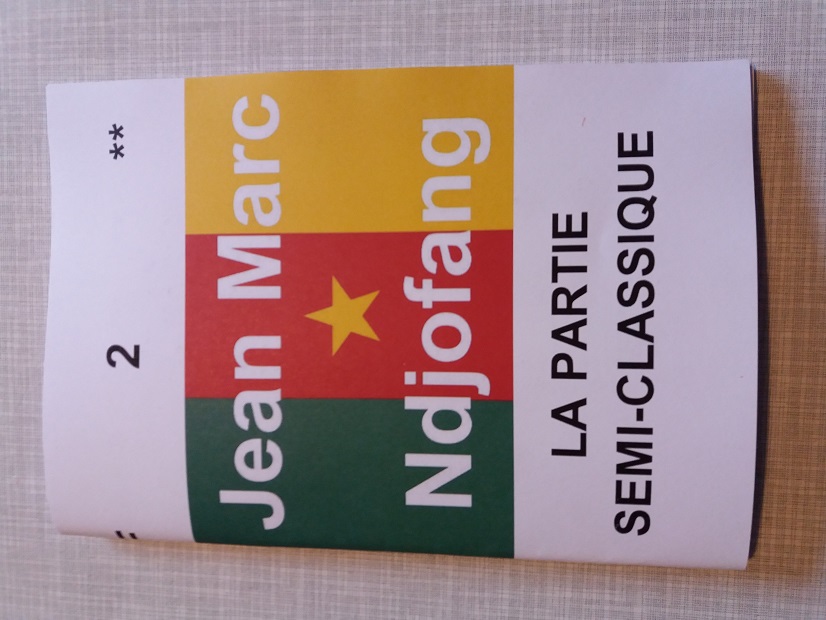 2 **
Jean Marc
Ndjofang
LA PARTIE
SEMI-CLASSIQUE